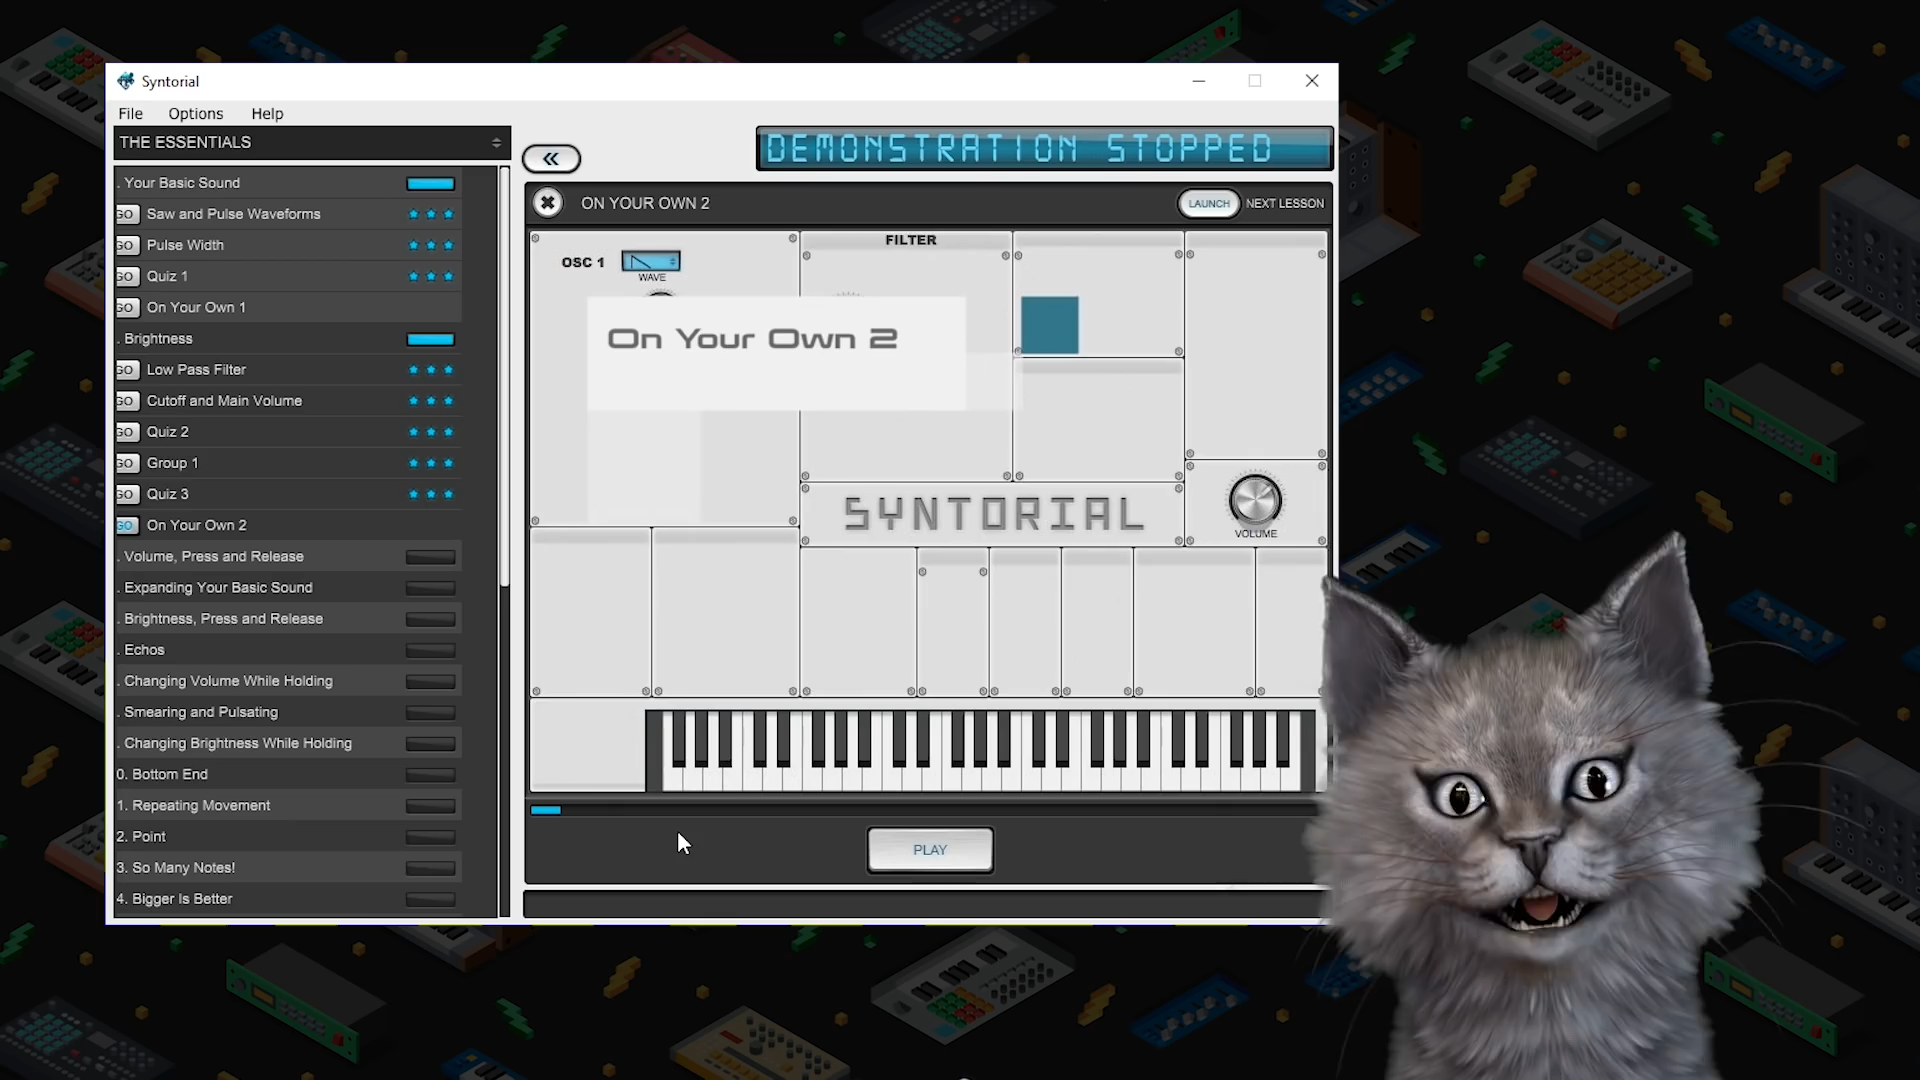 Syntorial
File Options Help
THE ESSENTIALS
DEMONSTRATION STOPPED
. Your Basic Sound
GO Saw and Pulse Waveforms
GO Pulse Width
GO Quiz 1
GO On Your Own 1
. Brightness
GO Low Pass Filter
GO Cutoff and Main Volume
GO Quiz 2
GO Group 1
GO Quiz 3
GO On Your Own 2
. Volume, Press and Release
. Expanding Your Basic Sound
. Brightness, Press and Release
. Echos
. Changing Volume While Holding
. Smearing and Pulsating
. Changing Brightness While Holding
0. Bottom End
1. Repeating Movement
2. Point
3. So Many Notes!
4. Bigger Is Better
ON YOUR OWN 2
LAUNCH NEXT LESSON
FILTER
OSC 1
WAVE
On Your Own 2
SYNTORIAL
VOLUME
PLAY